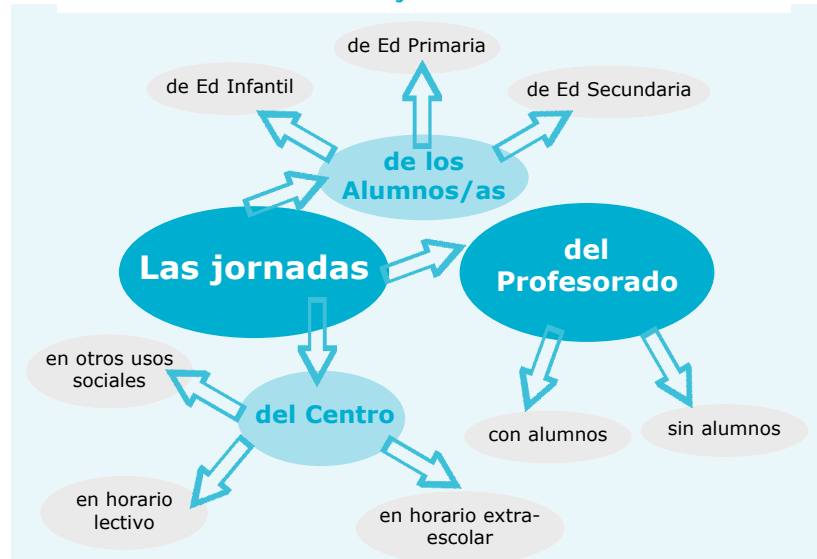 de Ed Primaria
de Ed Infantil
de Ed Secundaria
de los
Alumnos/as
Las jornadas
del
Profesorado
en otros usos
sociales
del Centro
con alumnos
sin alumnos
en horario
lectivo
en horario extra-
escolar